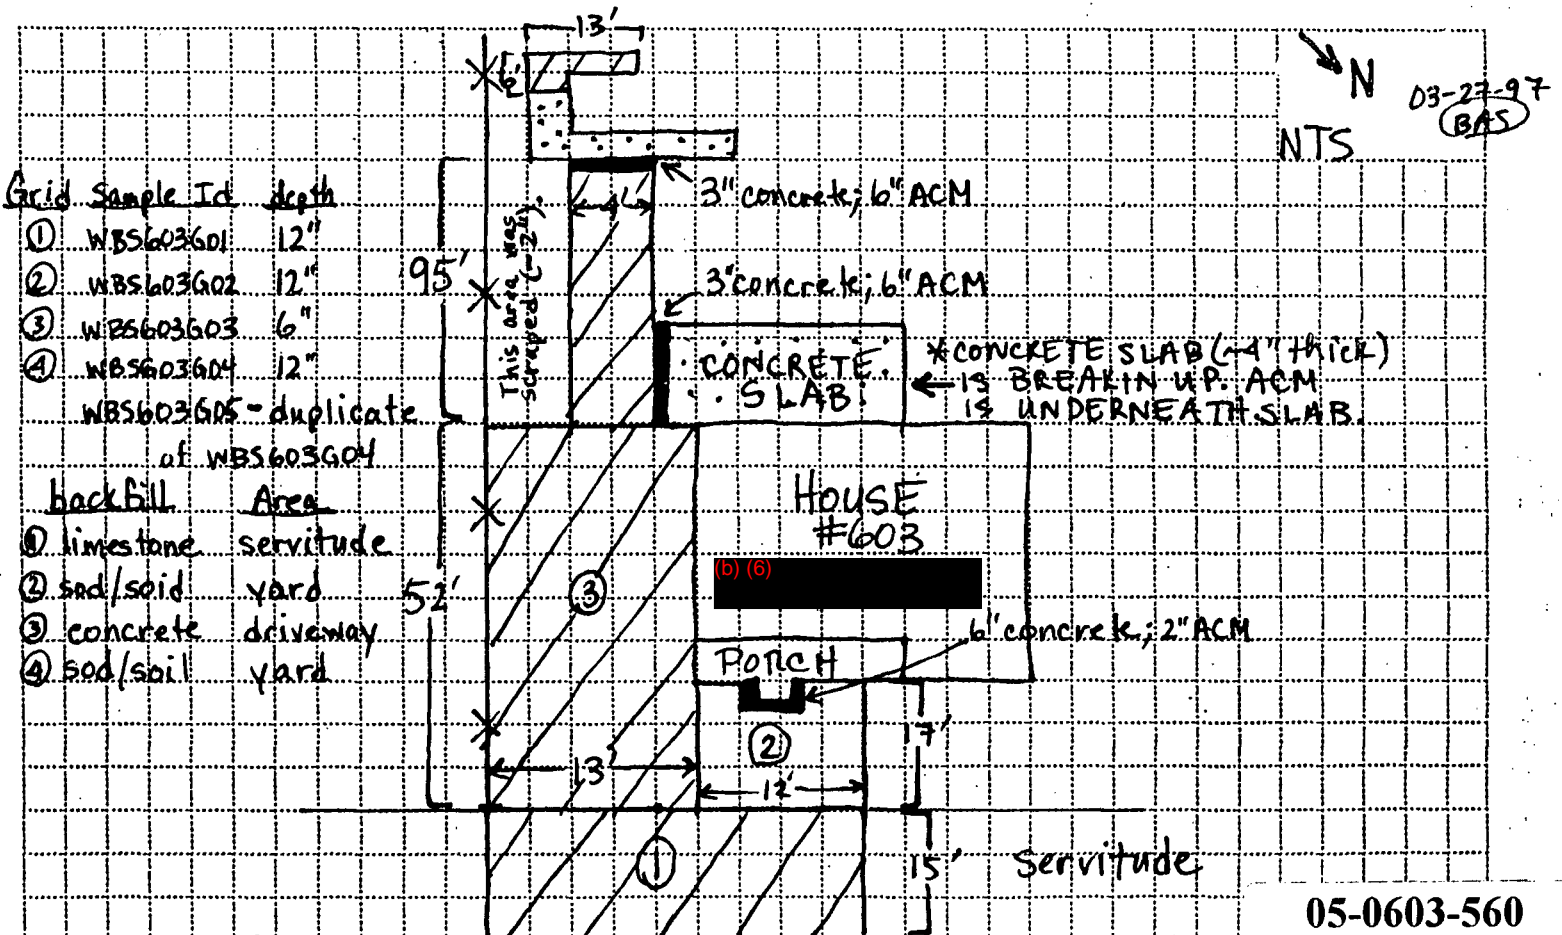 13'
6'
N
03-27-97
BAS
NTS
Grid Sample Id depth
① WBS603G01 12"
② WBS603G02 12"
③ WBS603G03 6"
④ WBS603G04 12"
WBS603G05 - duplicate
of WBS603G04
backfill Area
① limestone servitude
② sod/soid yard
③ concrete driveway
④ sod/soil yard
95'
52'
This area was
scraped (~2").
4'
3" concrete; 6" ACM
3" concrete; 6" ACM
CONCRETE
SLAB
*CONCRETE SLAB (~4" thick)
IS BREAKIN UP. ACM
IS UNDERNEATH SLAB.
HOUSE
#603
(b) (6)
③
6" concrete; 2" ACM
PORCH
②
17'
13'
12'
①
15'
Servitude
05-0603-560